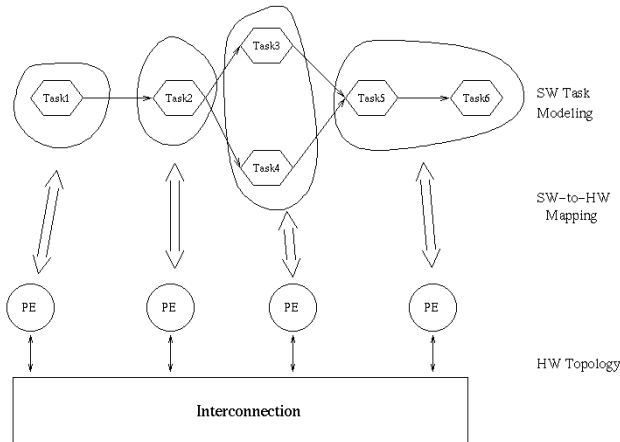 Task3
Task1
Task2
Task5
Task6
SW Task
Modeling
Task4
SW-to-HW
Mapping
PE
PE
PE
PE
HW Topology
Interconnection